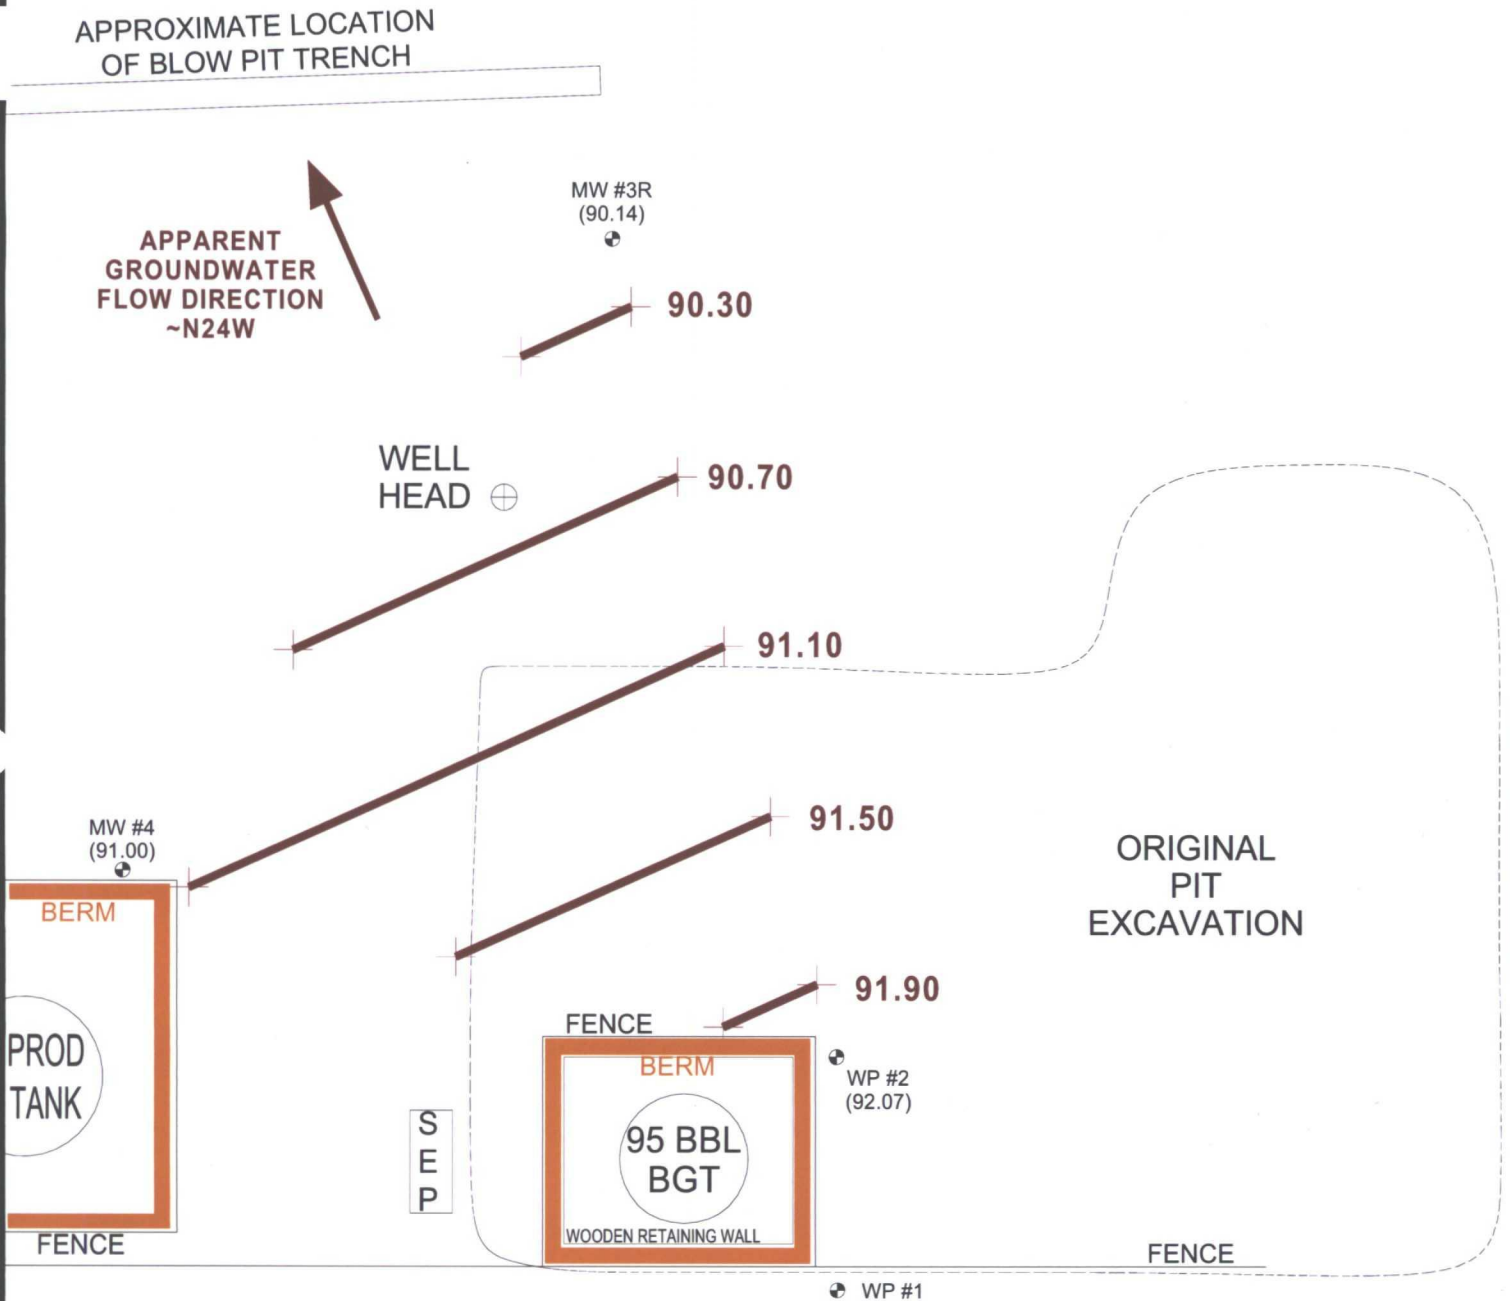 APPROXIMATE LOCATION
OF BLOW PIT TRENCH
MW #3R
(90.14)
APPARENT
GROUNDWATER
FLOW DIRECTION
~N24W
90.30
WELL
HEAD
90.70
91.10
91.50
MW #4
(91.00)
BERM
ORIGINAL
PIT
EXCAVATION
91.90
FENCE
BERM
WP #2
(92.07)
PROD
TANK
S
E
P
95 BBL
BGT
WOODEN RETAINING WALL
FENCE
FENCE
WP #1